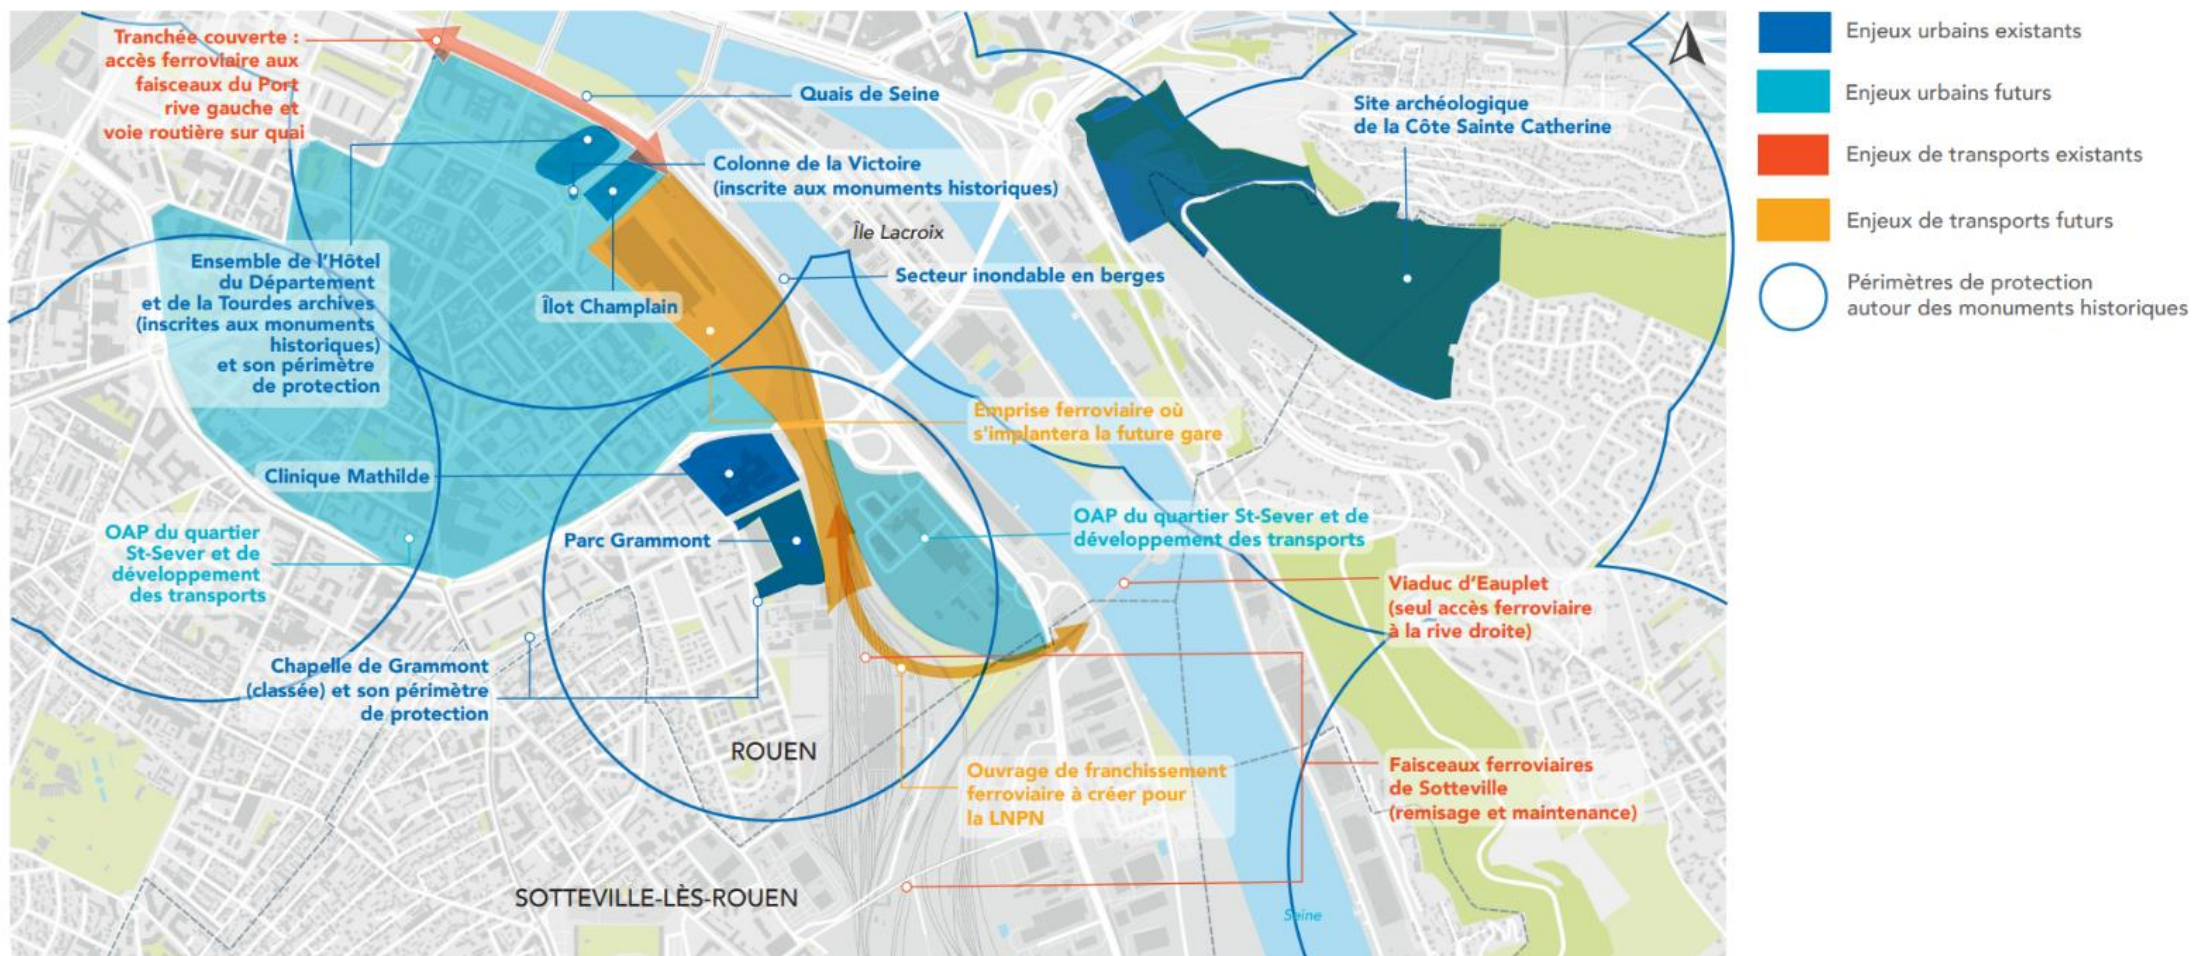 Tranchée couverte :
accès ferroviaire aux
faisceaux du Port
rive gauche et
voie routière sur quai
Quais de Seine
Colonne de la Victoire
(inscrite aux monuments historiques)
Île Lacroix
Secteur inondable en berges
Site archéologique
de la Côte Sainte Catherine
Ensemble de l'Hôtel
du Département
et de la Tourdes archives
(inscrites aux monuments
historiques)
et son périmètre
de protection
Îlot Champlain
Emprise ferroviaire où
s'implantera la future gare
Clinique Mathilde
OAP du quartier
St-Sever et de
développement
des transports
Parc Grammont
OAP du quartier St-Sever et de
développement des transports
Viaduc d'Eauplet
(seul accès ferroviaire
à la rive droite)
Chapelle de Grammont
(classée) et son périmètre
de protection
ROUEN
Ouvrage de franchissement
ferroviaire à créer pour
la LNPN
Faisceaux ferroviaires
de Sotteville
(remisage et maintenance)
SOTTEVILLE-LÈS-ROUEN
Seine
Enjeux urbains existants
Enjeux urbains futurs
Enjeux de transports existants
Enjeux de transports futurs
Périmètres de protection
autour des monuments historiques